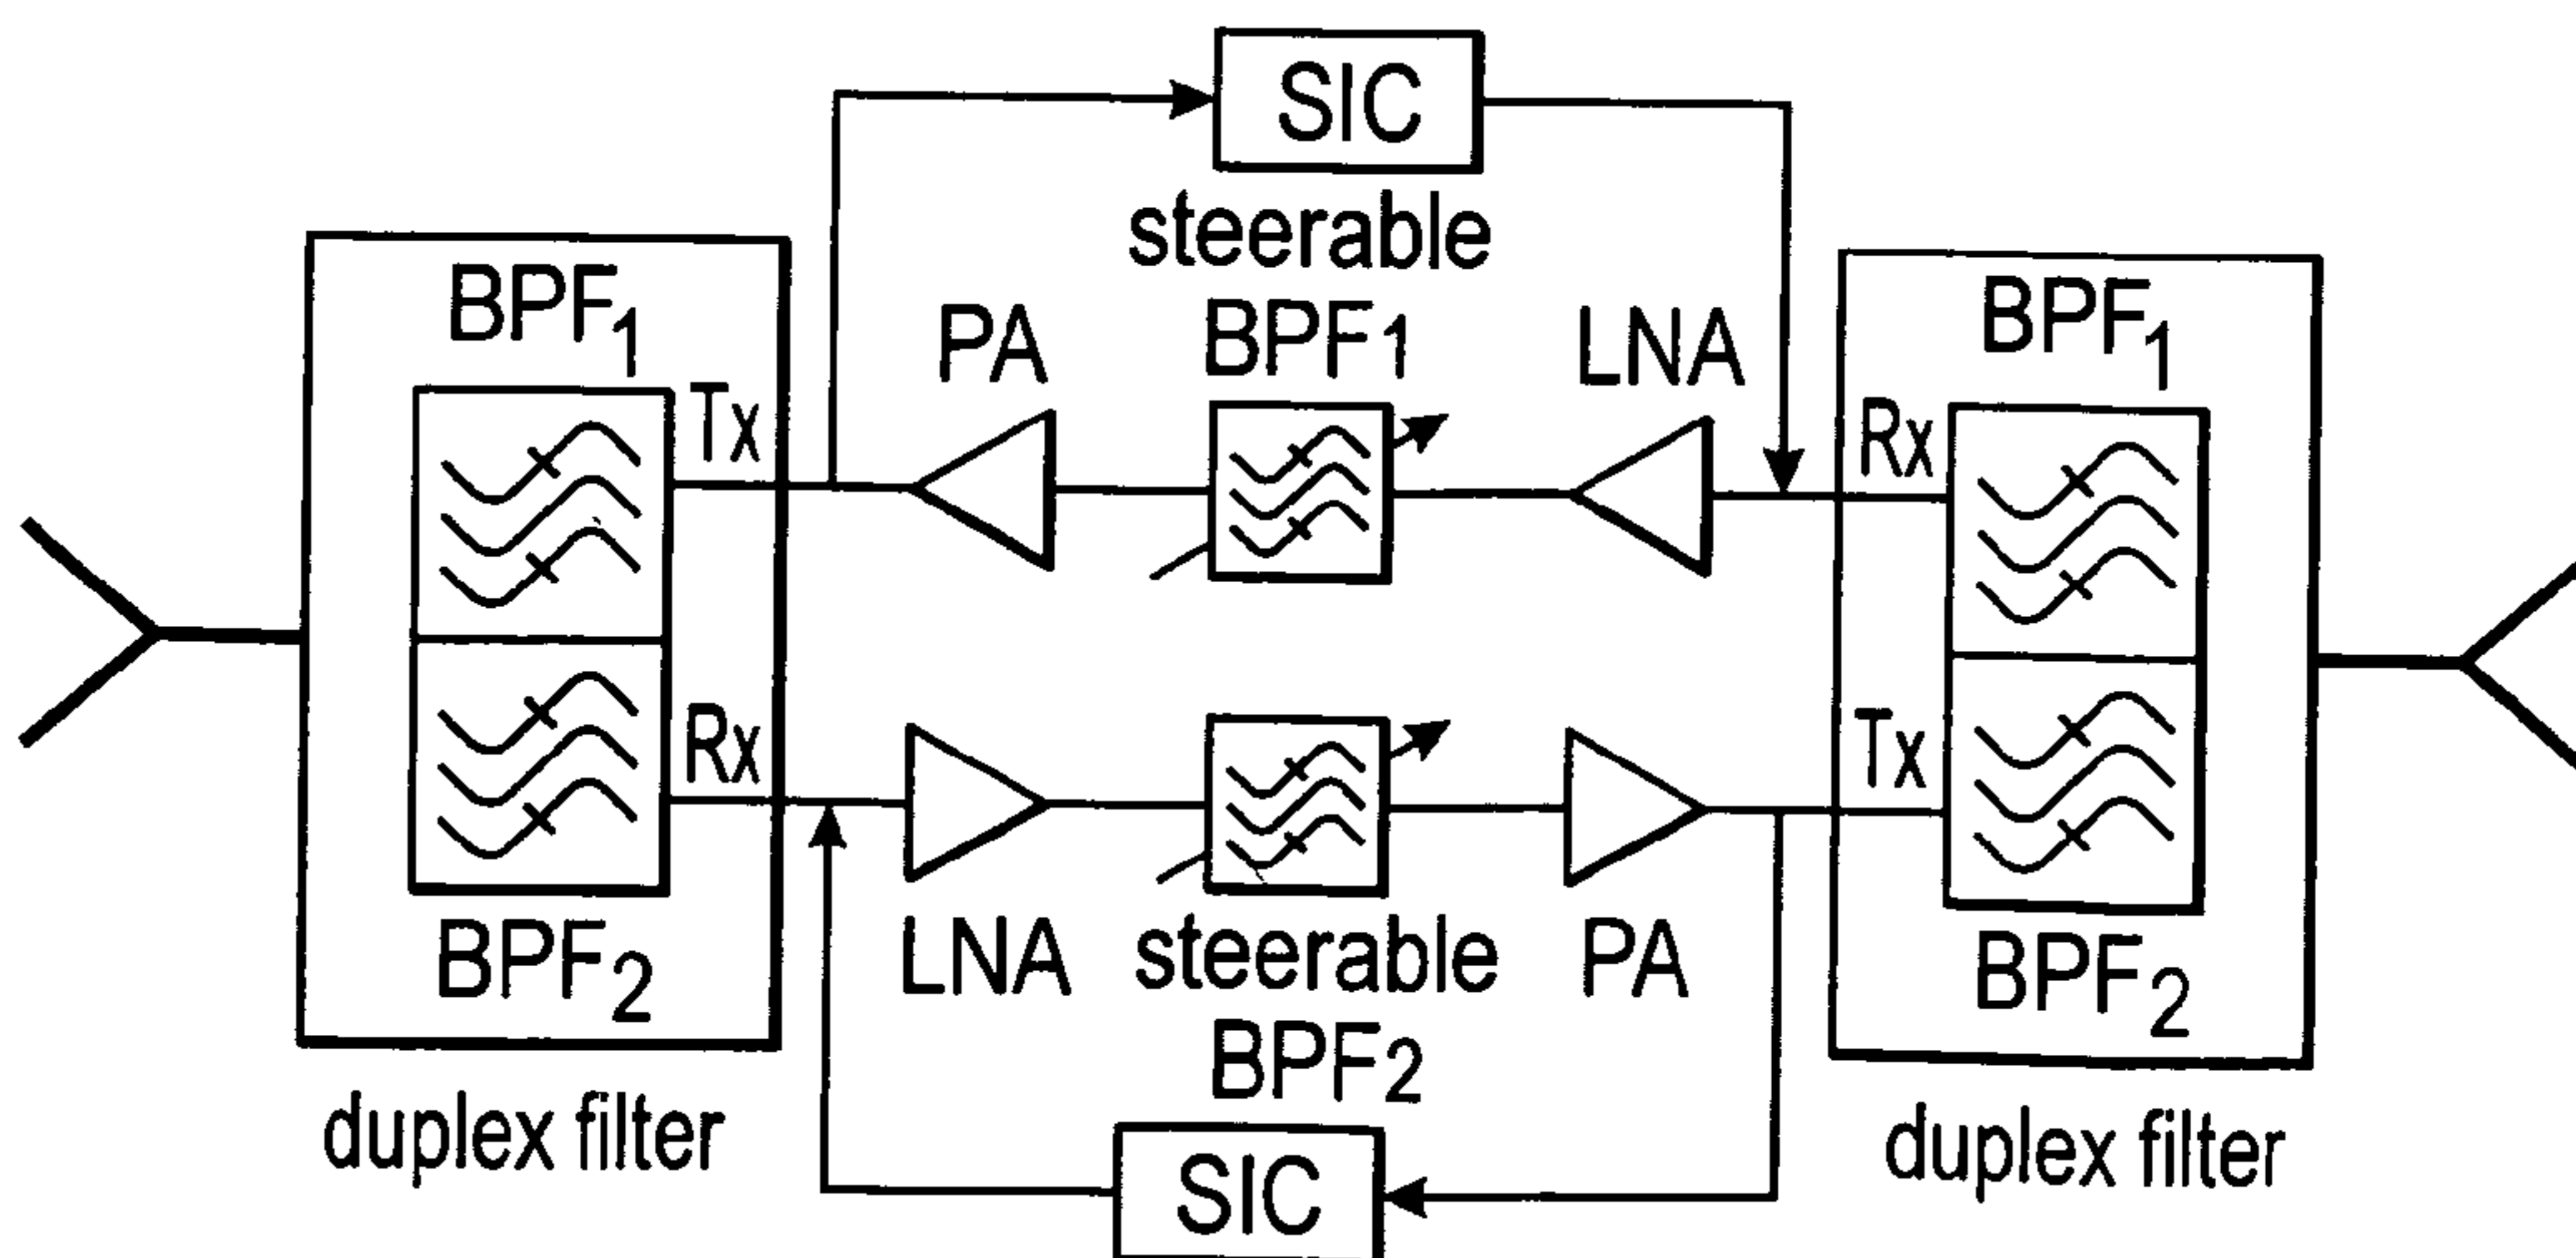 SIC
steerable
BPF1
PA
LNA
BPF1
Tx
BPF1
Rx
Rx
Tx
BPF2
LNA
steerable
BPF2
PA
BPF2
duplex filter
SIC
duplex filter